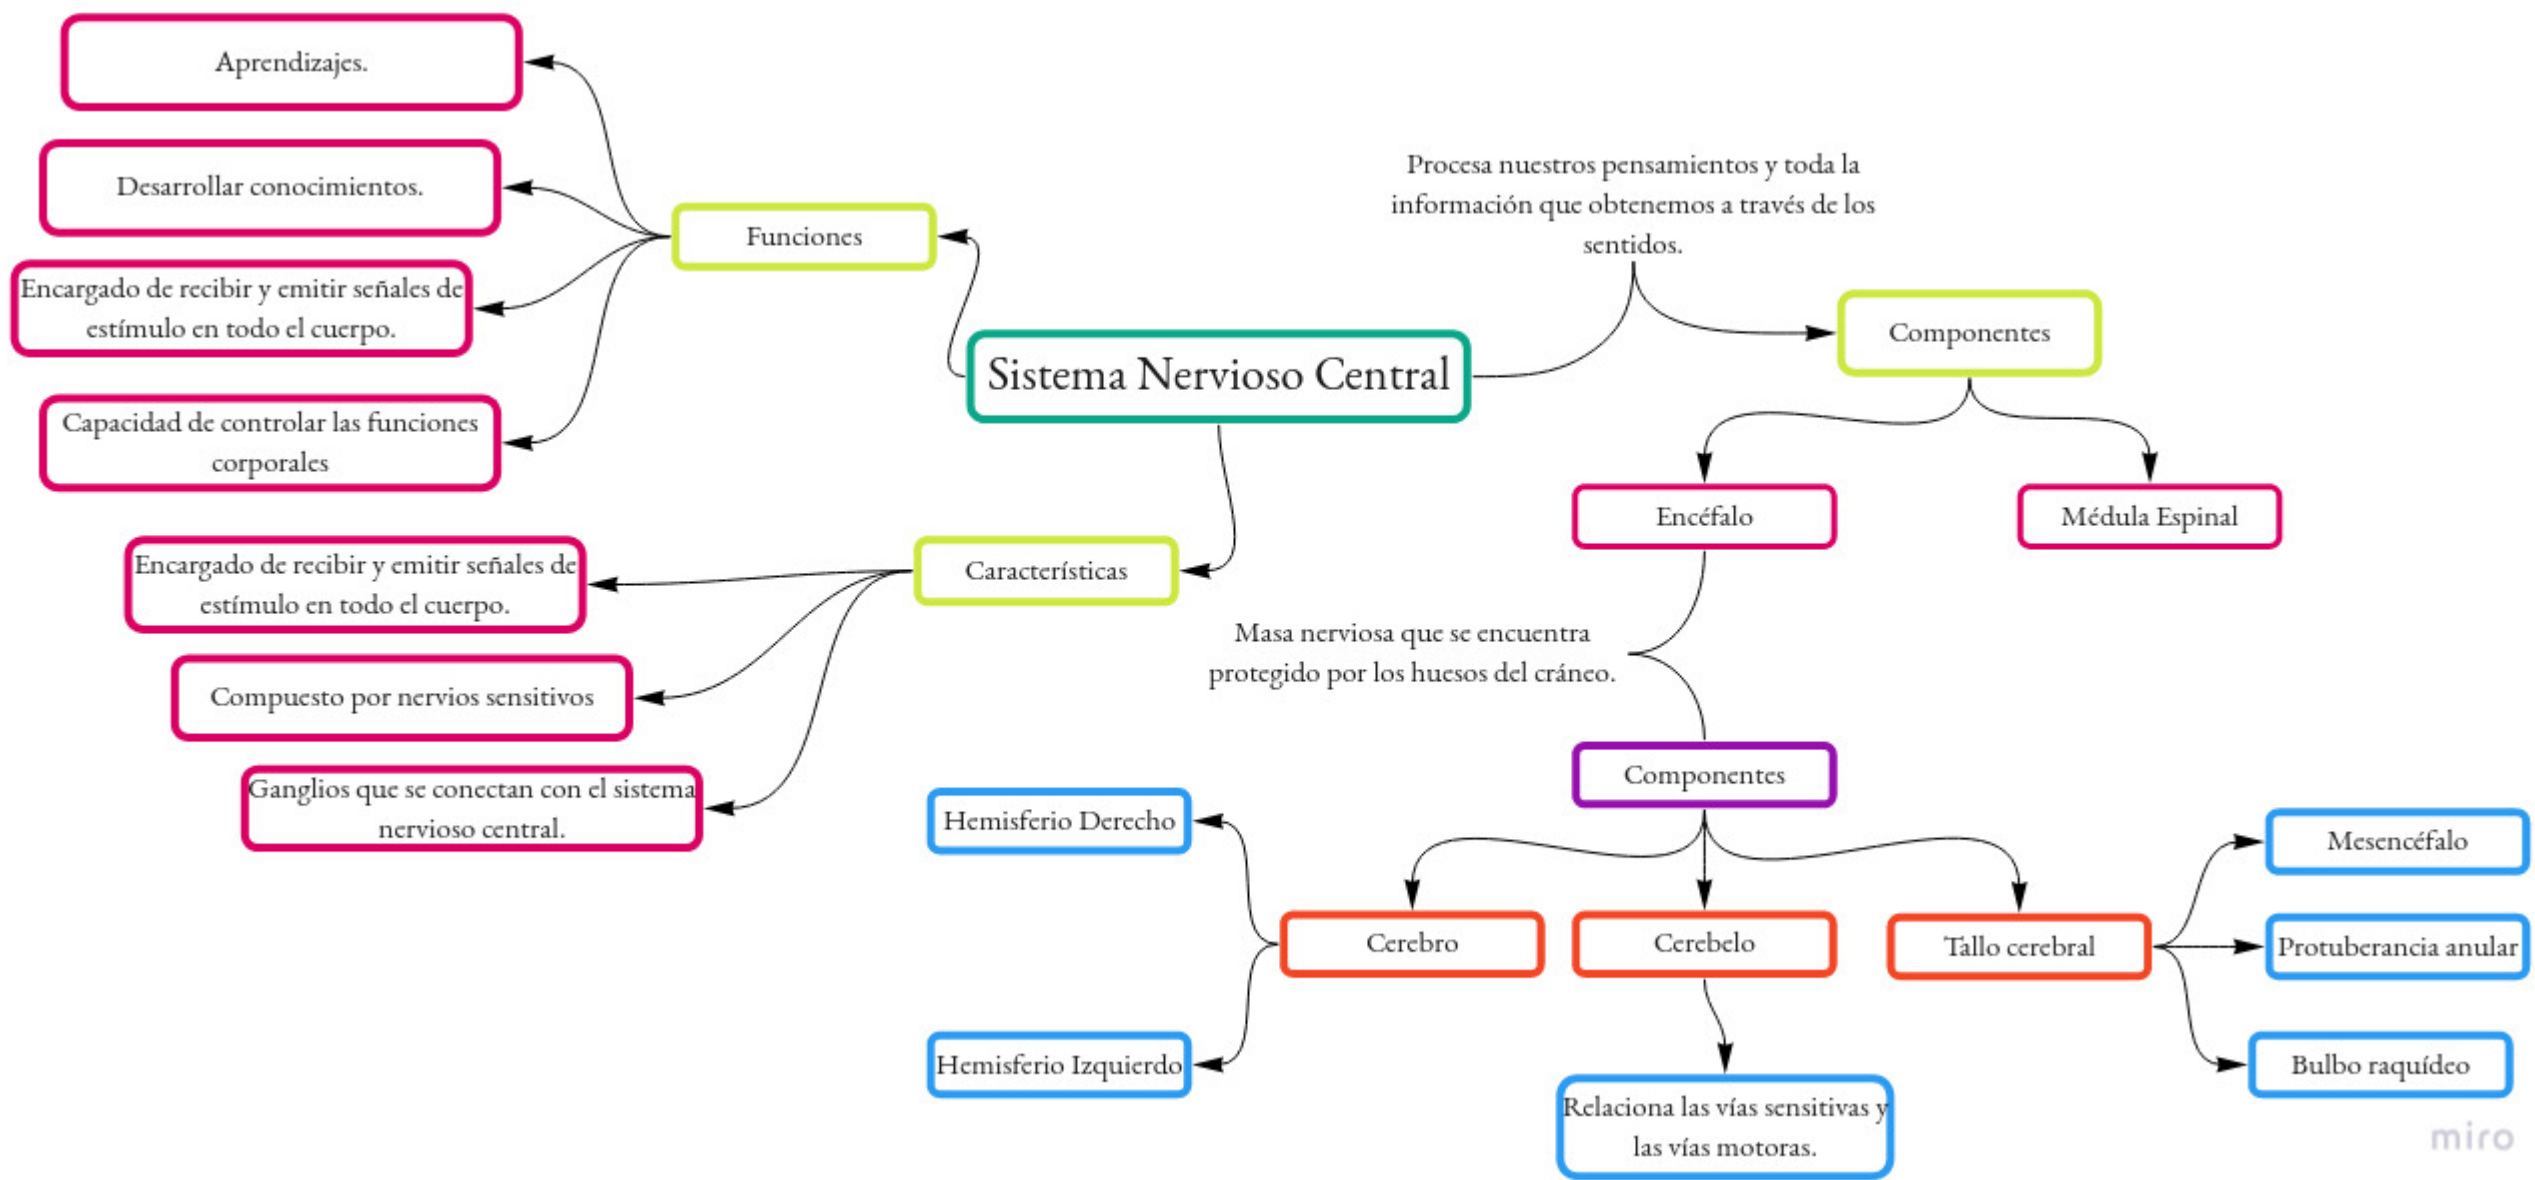 Aprendizajes.
Desarrollar conocimientos.
Encargado de recibir y emitir señales de
estímulo en todo el cuerpo.
Capacidad de controlar las funciones
corporales
Funciones
Sistema Nervioso Central
Procesa nuestros pensamientos y toda la
información que obtenemos a través de los
sentidos.
Componentes
Encéfalo
Médula Espinal
Características
Encargado de recibir y emitir señales de
estímulo en todo el cuerpo.
Compuesto por nervios sensitivos
Ganglios que se conectan con el sistema
nervioso central.
Masa nerviosa que se encuentra
protegido por los huesos del cráneo.
Componentes
Hemisferio Derecho
Hemisferio Izquierdo
Cerebro
Cerebelo
Tallo cerebral
Relaciona las vías sensitivas y
las vías motoras.
Mesencéfalo
Protuberancia anular
Bulbo raquídeo
miro